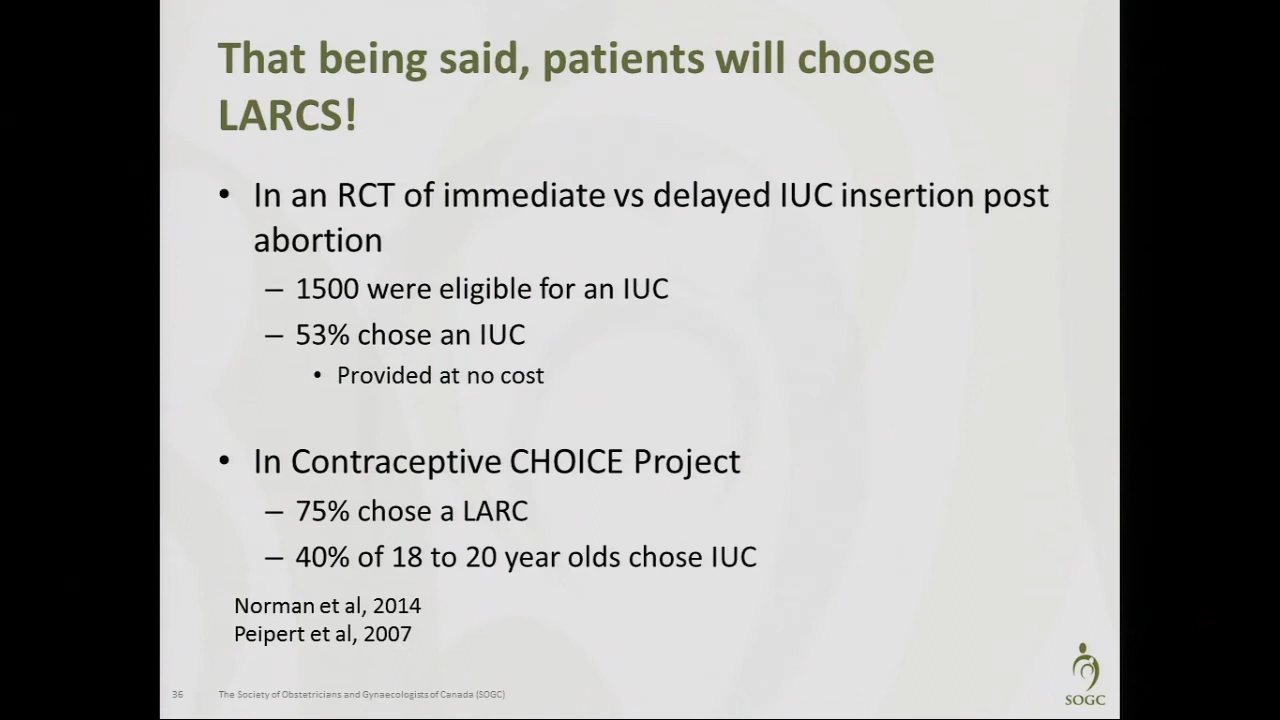 That being said, patients will choose
LARCS!
• In an RCT of immediate vs delayed IUC insertion post
abortion
– 1500 were eligible for an IUC
– 53% chose an IUC
• Provided at no cost
• In Contraceptive CHOICE Project
– 75% chose a LARC
– 40% of 18 to 20 year olds chose IUC
Norman et al, 2014
Peipert et al, 2007
36 The Society of Obstetricians and Gynaecologists of Canada (SOGC)
SOGC